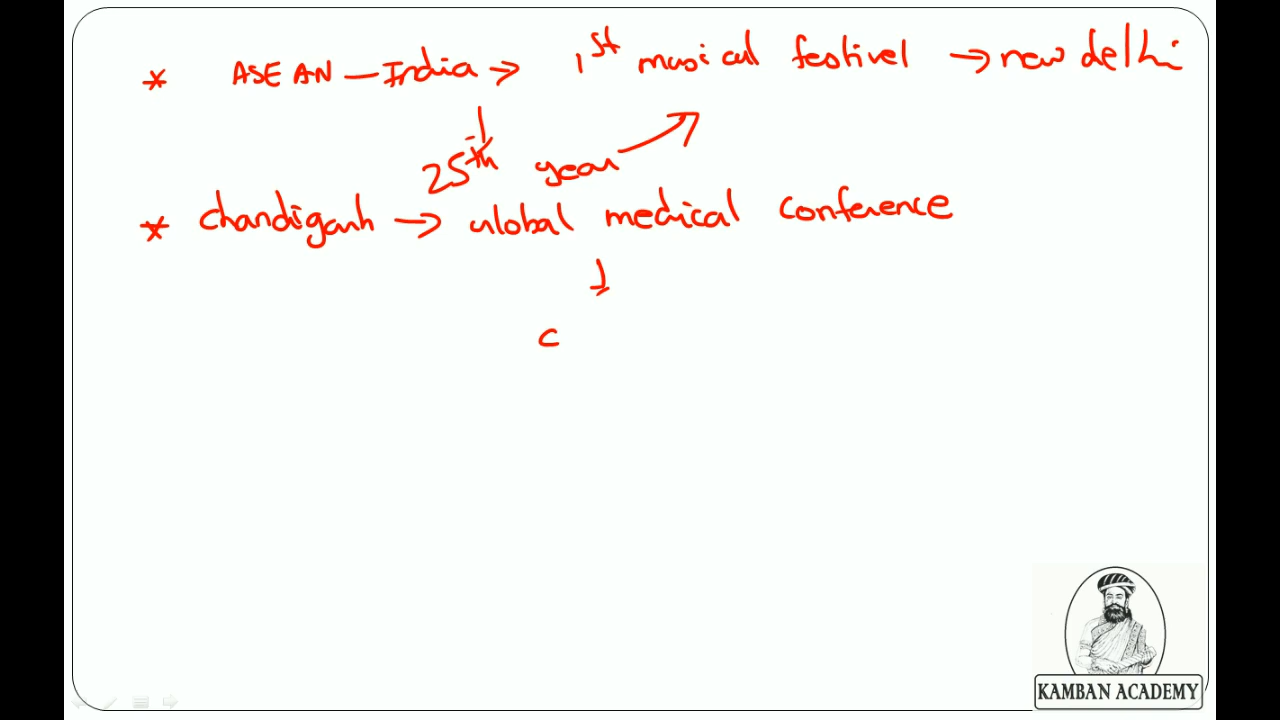 * ASEAN – India → 1st musical festivel → new delhi
25th year
* chandigarh → Global medical conference
C
KAMBAN ACADEMY